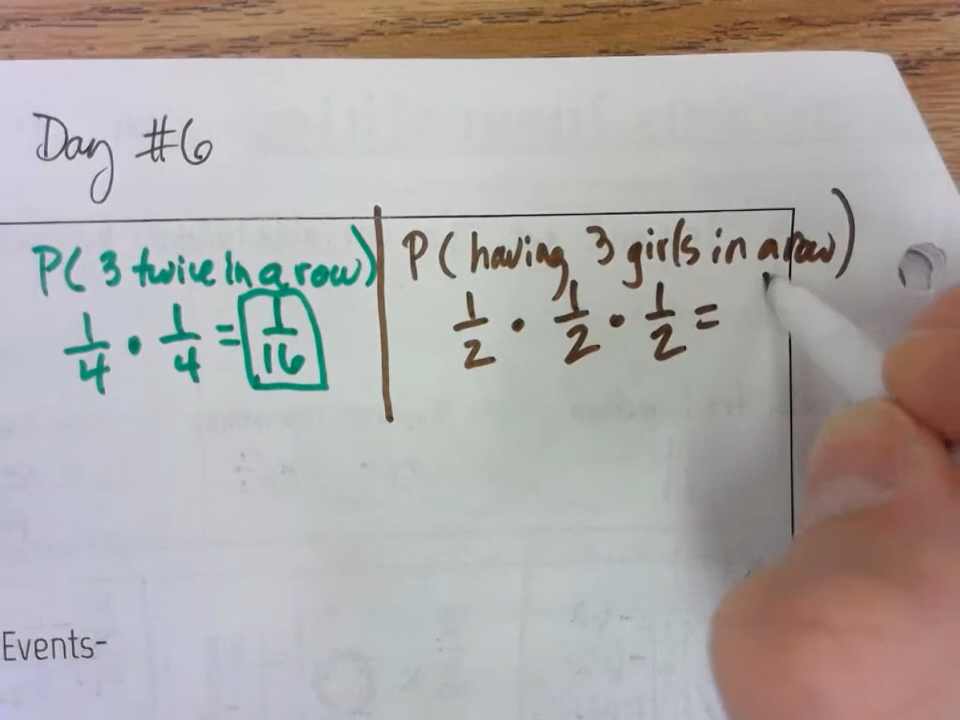 Day #6
P( 3 twice in a row)
1/4 · 1/4 = 1/16
P( having 3 girls in a row)
1/2 · 1/2 · 1/2 =
Events-